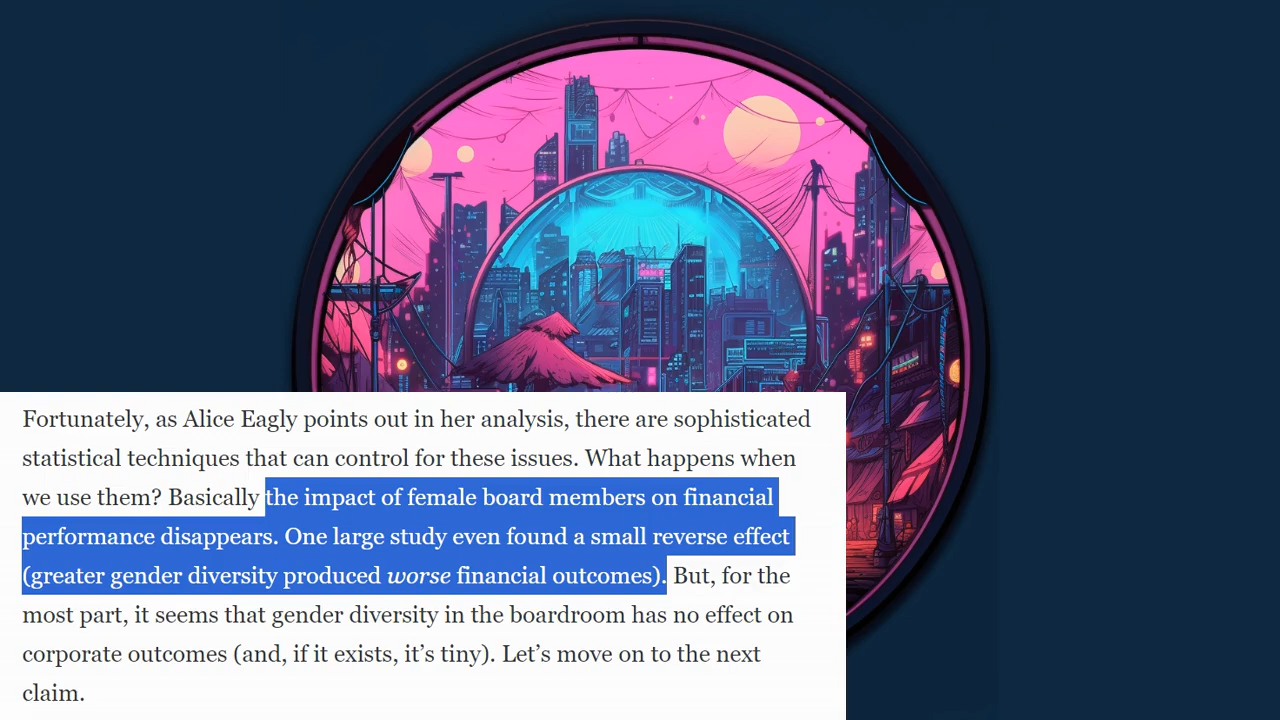 Fortunately, as Alice Eagly points out in her analysis, there are sophisticated
statistical techniques that can control for these issues. What happens when
we use them? Basically the impact of female board members on financial
performance disappears. One large study even found a small reverse effect
(greater gender diversity produced worse financial outcomes). But, for the
most part, it seems that gender diversity in the boardroom has no effect on
corporate outcomes (and, if it exists, it’s tiny). Let’s move on to the next
claim.